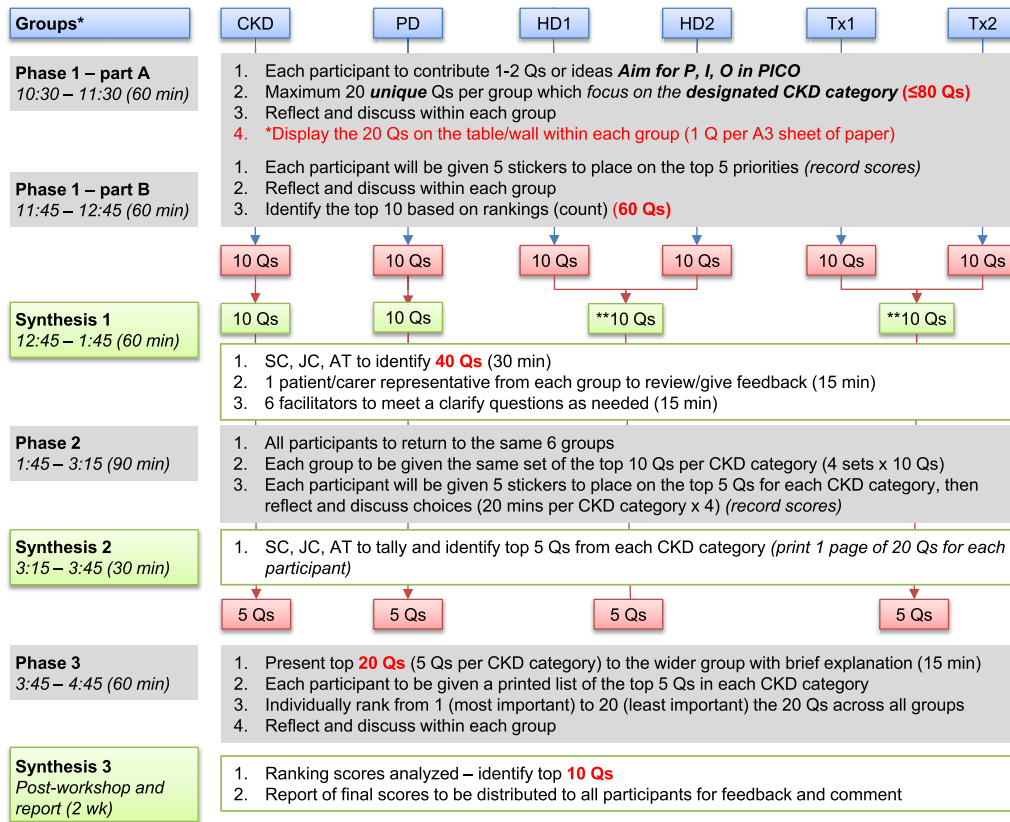 Groups* CKD PD HD1 HD2 Tx1 Tx2
Phase 1 – part A
10:30 – 11:30 (60 min)
1. Each participant to contribute 1-2 Qs or ideas Aim for P, I, O in PICO
2. Maximum 20 unique Qs per group which focus on the designated CKD category (≤80 Qs)
3. Reflect and discuss within each group
4. *Display the 20 Qs on the table/wall within each group (1 Q per A3 sheet of paper)
Phase 1 – part B
11:45 – 12:45 (60 min)
1. Each participant will be given 5 stickers to place on the top 5 priorities (record scores)
2. Reflect and discuss within each group
3. Identify the top 10 based on rankings (count) (60 Qs)
10 Qs 10 Qs 10 Qs 10 Qs 10 Qs 10 Qs
Synthesis 1
12:45 – 1:45 (60 min)
10 Qs 10 Qs **10 Qs **10 Qs
1. SC, JC, AT to identify 40 Qs (30 min)
2. 1 patient/carer representative from each group to review/give feedback (15 min)
3. 6 facilitators to meet a clarify questions as needed (15 min)
Phase 2
1:45 – 3:15 (90 min)
1. All participants to return to the same 6 groups
2. Each group to be given the same set of the top 10 Qs per CKD category (4 sets x 10 Qs)
3. Each participant will be given 5 stickers to place on the top 5 Qs for each CKD category, then
reflect and discuss choices (20 mins per CKD category x 4) (record scores)
Synthesis 2
3:15 – 3:45 (30 min)
1. SC, JC, AT to tally and identify top 5 Qs from each CKD category (print 1 page of 20 Qs for each
participant)
5 Qs 5 Qs 5 Qs 5 Qs
Phase 3
3:45 – 4:45 (60 min)
1. Present top 20 Qs (5 Qs per CKD category) to the wider group with brief explanation (15 min)
2. Each participant to be given a printed list of the top 5 Qs in each CKD category
3. Individually rank from 1 (most important) to 20 (least important) the 20 Qs across all groups
4. Reflect and discuss within each group
Synthesis 3
Post-workshop and
report (2 wk)
1. Ranking scores analyzed – identify top 10 Qs
2. Report of final scores to be distributed to all participants for feedback and comment